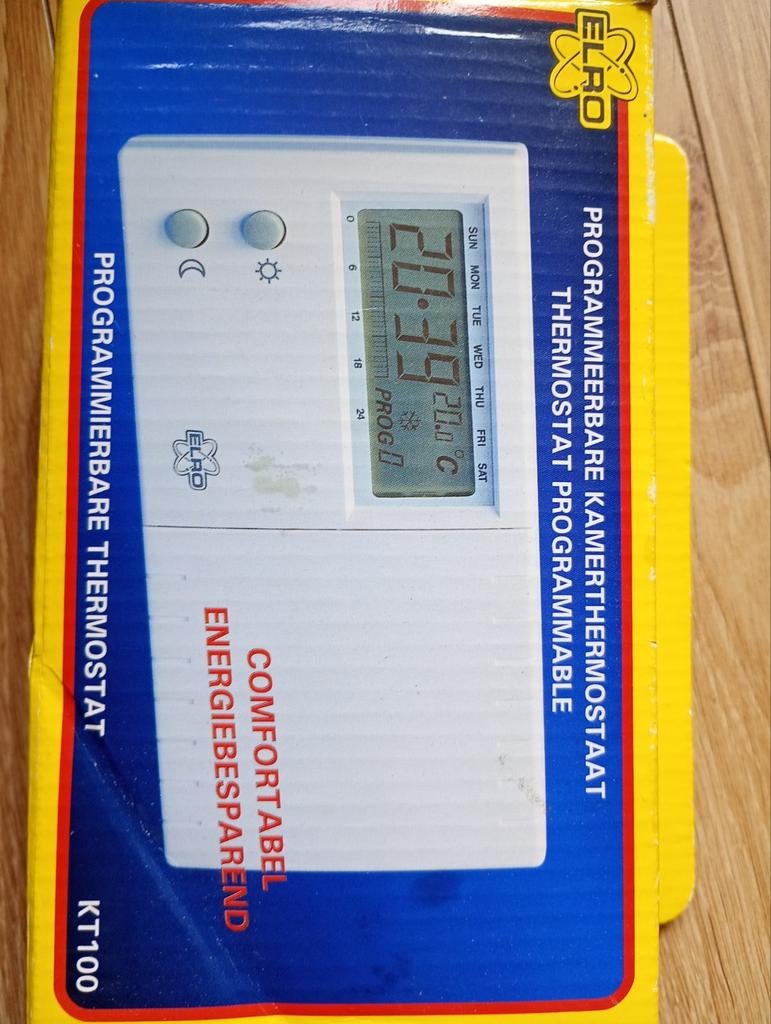 ELRO
PROGRAMMEERBARE KAMERTHERMOSTAAT
THERMOSTAT PROGRAMMABLE
SUN MON TUE WED THU FRI SAT
20:39 20.0 °C
PROG 0
0 6 12 18 24
ELRO
COMFORTABEL
ENERGIEBESPAREND
PROGRAMMIERBARE THERMOSTAT
KT100